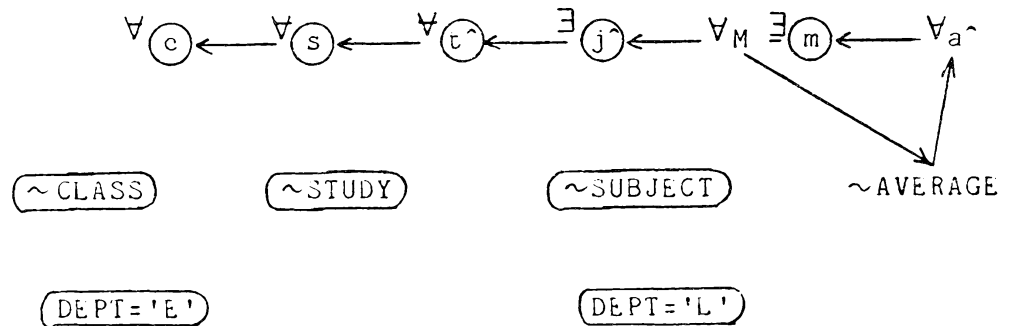 ∀ c ∀ s ∀ t^ ∃ j^ ∀ M ∃ m ∀ a^
~CLASS ~STUDY ~SUBJECT ~AVERAGE
DEPT='E' DEPT='L'